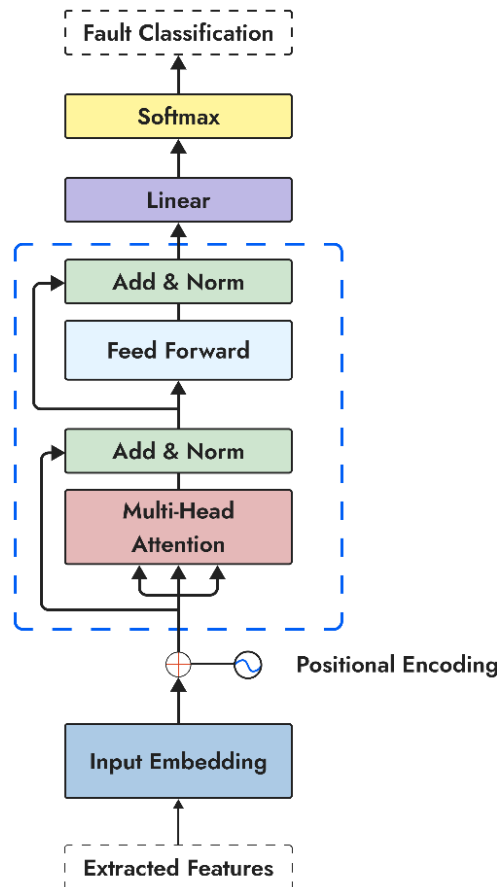 Fault Classification
Softmax
Linear
Add & Norm
Feed Forward
Add & Norm
Multi-Head
Attention
Positional Encoding
Input Embedding
Extracted Features